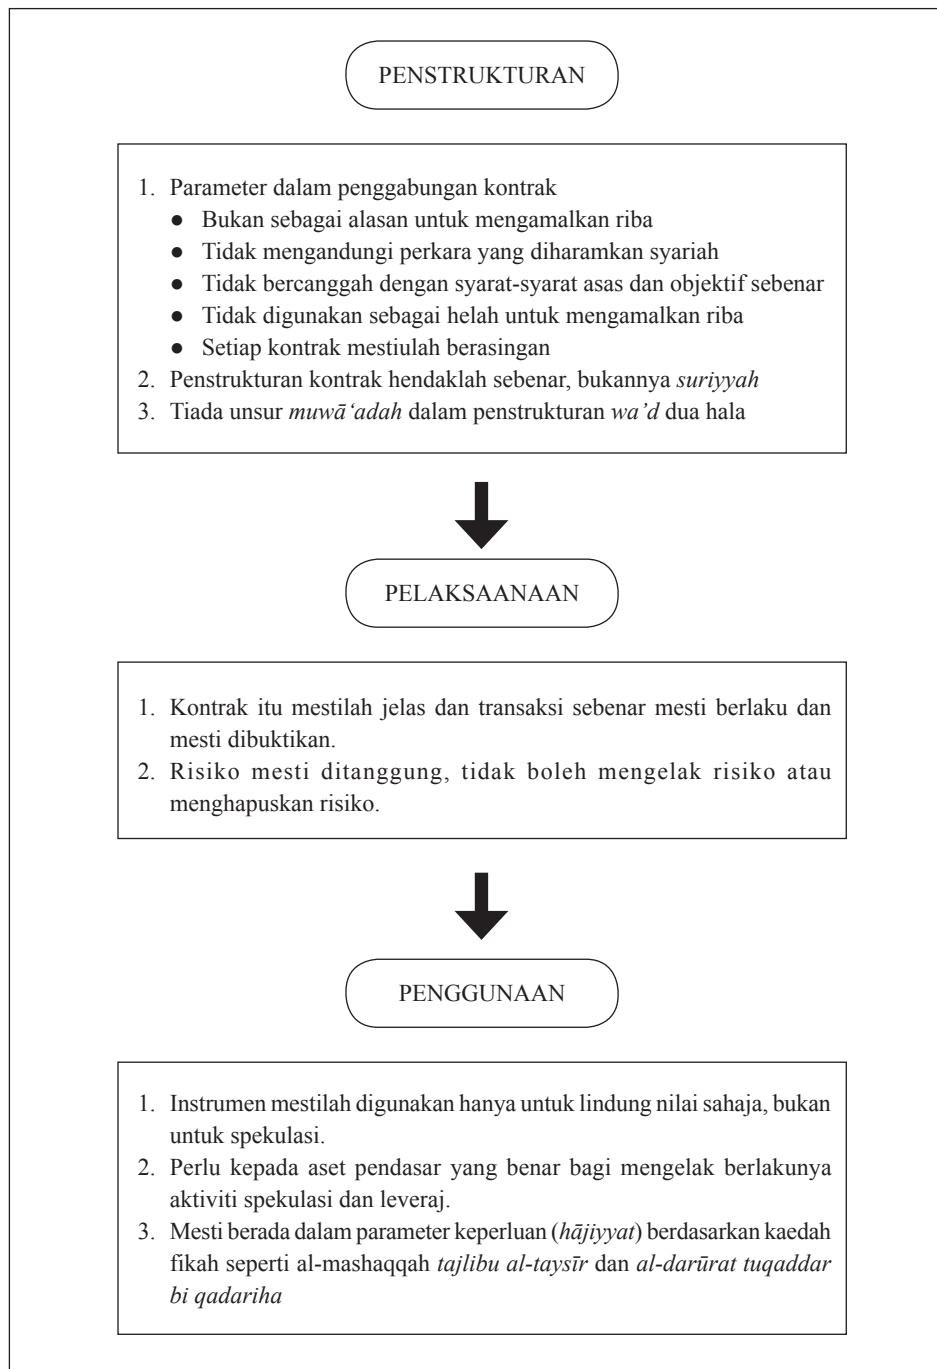 PENSTRUKTURAN
1. Parameter dalam penggabungan kontrak
● Bukan sebagai alasan untuk mengamalkan riba
● Tidak mengandungi perkara yang diharamkan syariah
● Tidak bercanggah dengan syarat-syarat asas dan objektif sebenar
● Tidak digunakan sebagai helah untuk mengamalkan riba
● Setiap kontrak mestiulah berasingan
2. Penstrukturan kontrak hendaklah sebenar, bukannya suriyyah
3. Tiada unsur muwā‘adah dalam penstrukturan wa’d dua hala
PELAKSAANAAN
1. Kontrak itu mestilah jelas dan transaksi sebenar mesti berlaku dan
mesti dibuktikan.
2. Risiko mesti ditanggung, tidak boleh mengelak risiko atau
menghapuskan risiko.
PENGGUNAAN
1. Instrumen mestilah digunakan hanya untuk lindung nilai sahaja, bukan
untuk spekulasi.
2. Perlu kepada aset pendasar yang benar bagi mengelak berlakunya
aktiviti spekulasi dan leveraj.
3. Mesti berada dalam parameter keperluan (hājiyyat) berdasarkan kaedah
fikah seperti al-mashaqqah tajlibu al-taysīr dan al-darūrat tuqaddar
bi qadariha